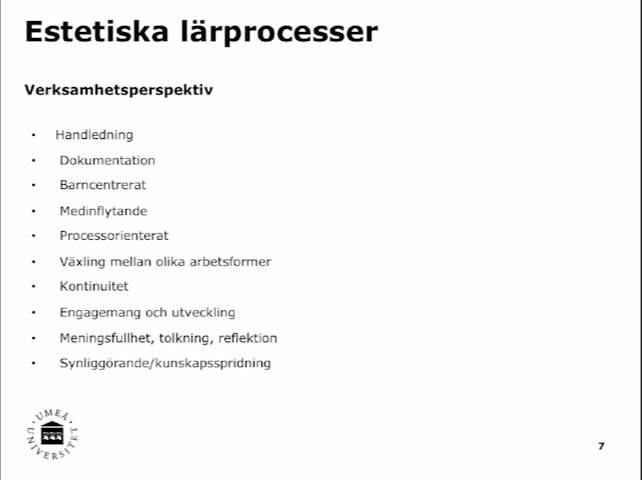 Estetiska lärprocesser
Verksamhetsperspektiv
• Handledning
• Dokumentation
• Barncentrerat
• Medinflytande
• Processorienterat
• Växling mellan olika arbetsformer
• Kontinuitet
• Engagemang och utveckling
• Meningsfullhet, tolkning, reflektion
• Synliggörande/kunskapsspridning
UMEÅ UNIVERSITET
7